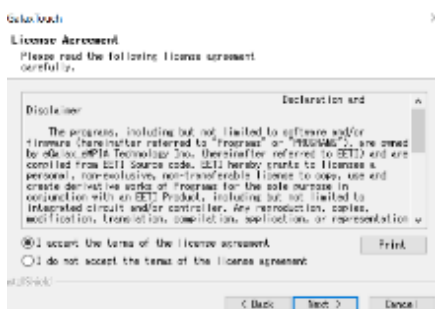 GalaxTouch
License Agreement
Please read the following license agreement
carefully.
Declaration and
Disclaimer
The programs, including but not limited to software and/or
firmware (hereinafter referred to "Programs" or "PROGRAMS"), are owned
by eGalax_eMPIA Technology Inc. (hereinafter referred to EETI) and are
compiled from EETI Source code. EETI hereby grants to licensee a
personal, non-exclusive, non-transferable license to copy, use and
create derivative works of Programs for the sole purpose in
conjunction with an EETI Product, including but not limited to
integrated circuit and/or controller. Any reproduction, copies,
modification, translation, compilation, application, or representation
I accept the terms of the license agreement
Print
I do not accept the terms of the license agreement
InstallShield
< Back
Next >
Cancel